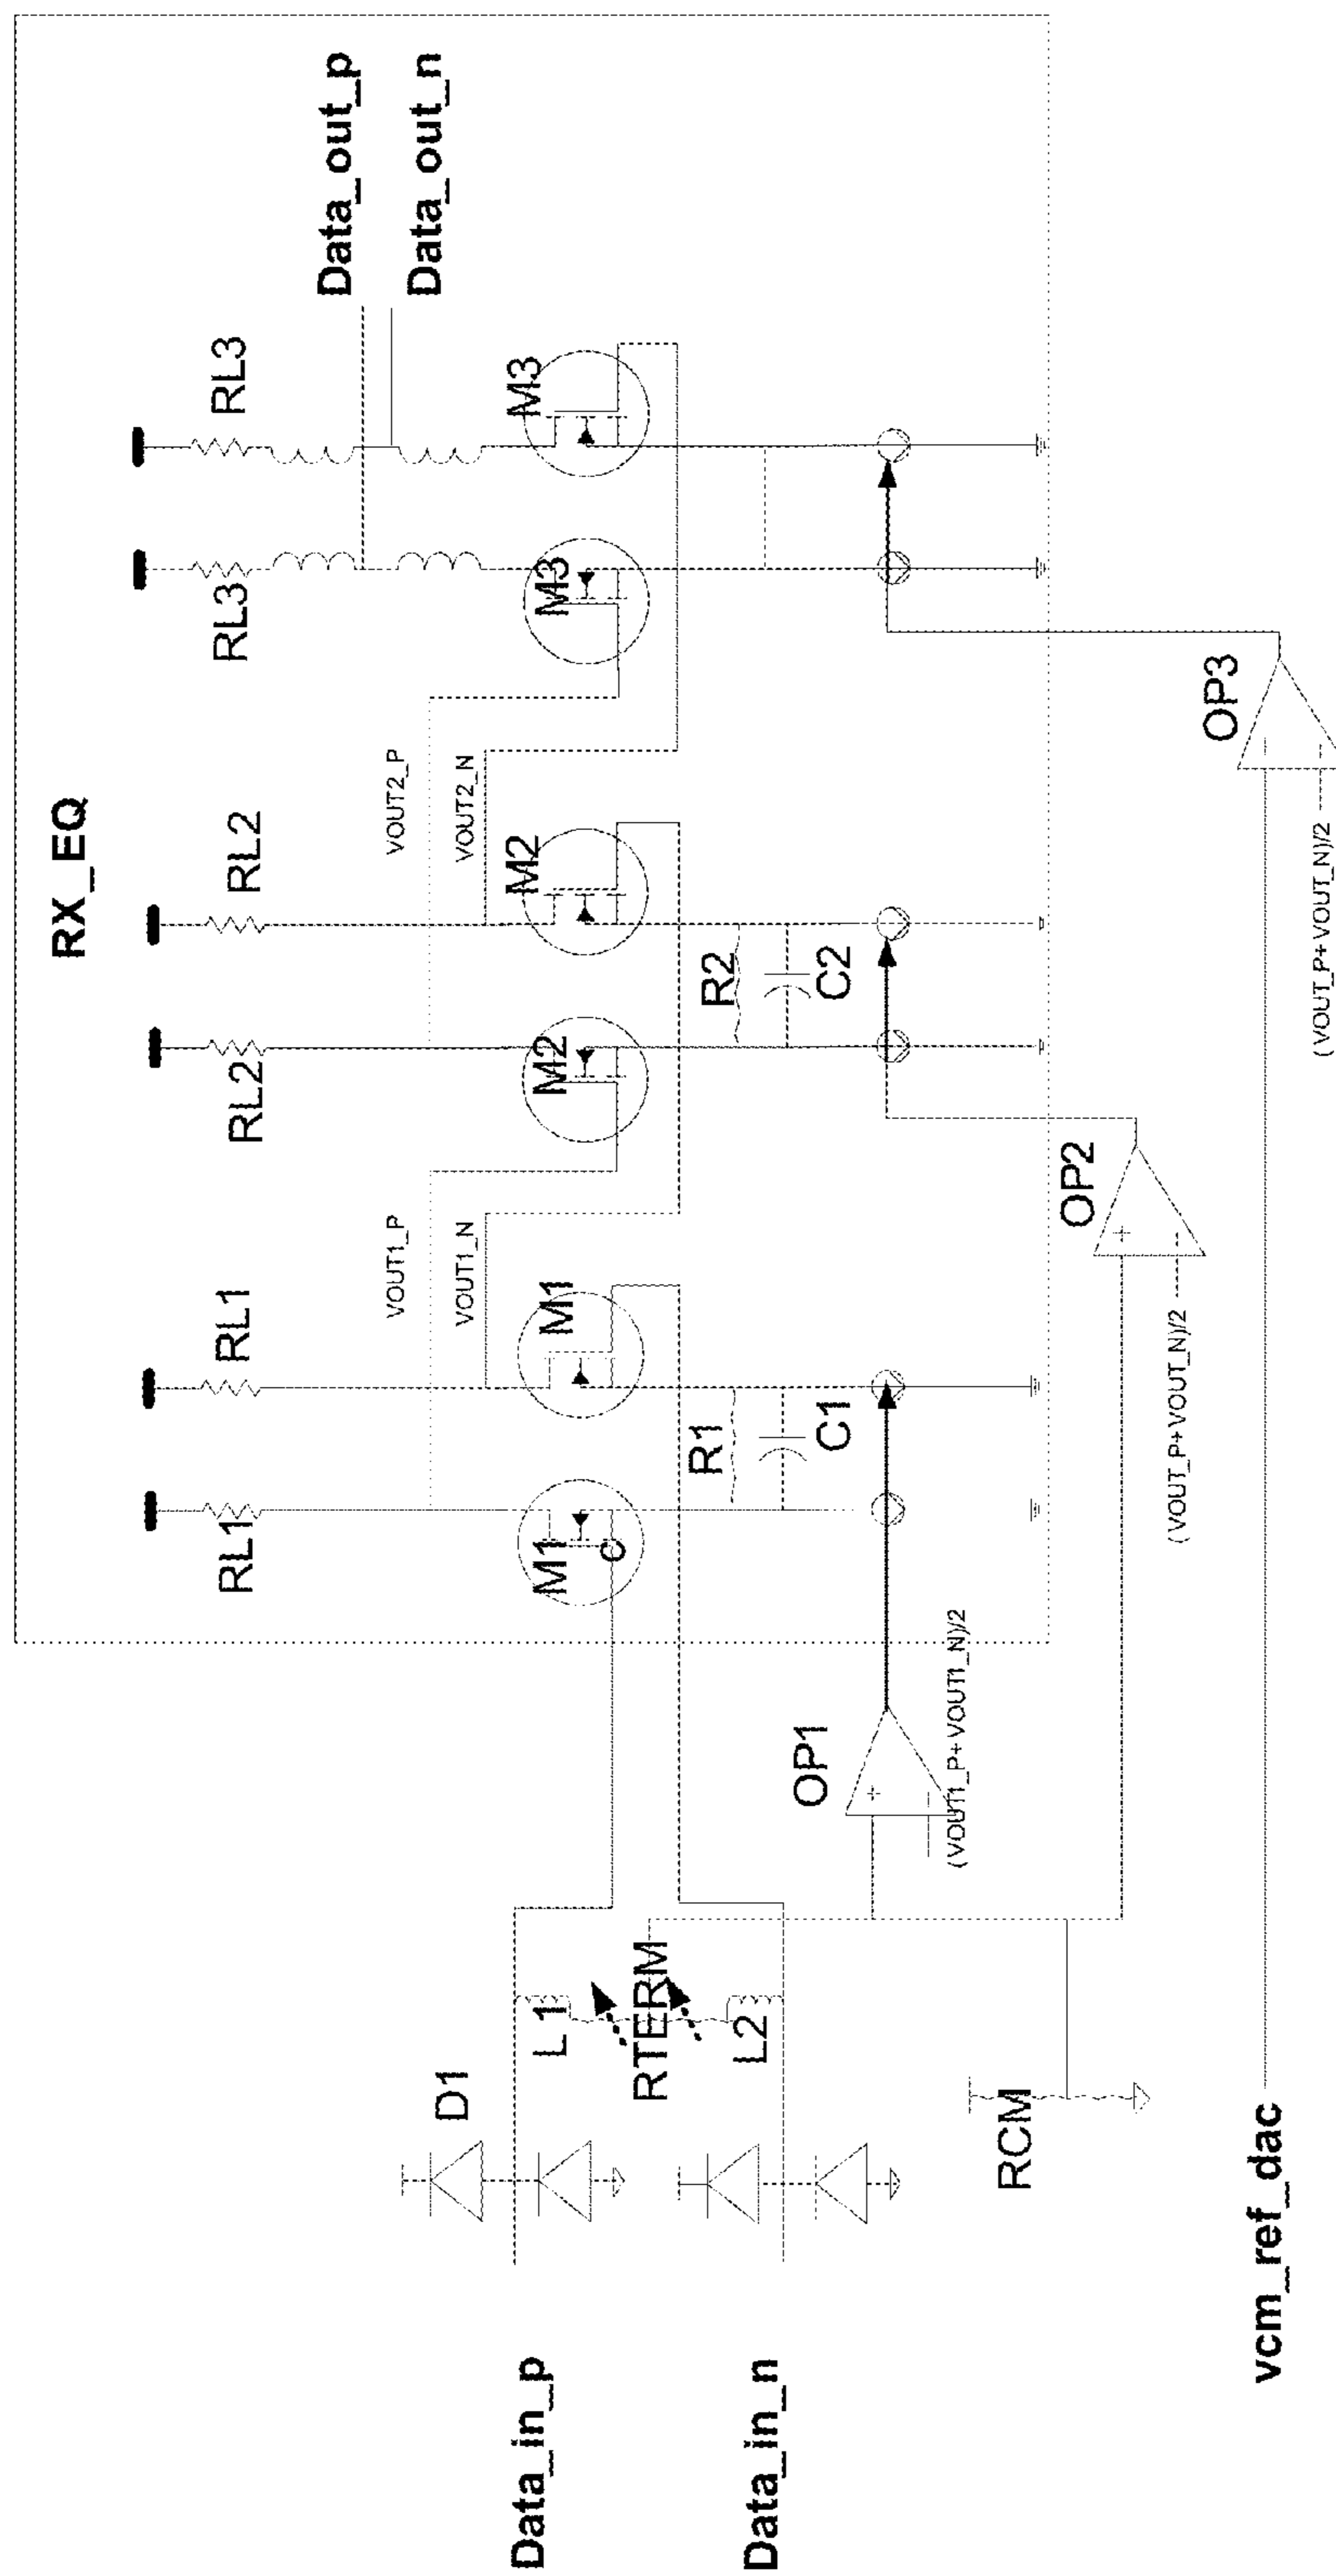 RX_EQ
RL1
RL1
RL2
RL2
RL3
RL3
Data_out_p
Data_out_n
VOUT1_P
VOUT1_N
VOUT2_P
VOUT2_N
M1
M1
M2
M2
M3
M3
C
D1
Data_in_p
L1
RTERM
L2
Data_in_n
R1
C1
R2
C2
OP1
+
(VOUT1_P+VOUT1_N)/2
RCM
OP2
+
(VOUT_P+VOUT_N)/2
OP3
(VOUT_P+VOUT_N)/2
vcm_ref_dac